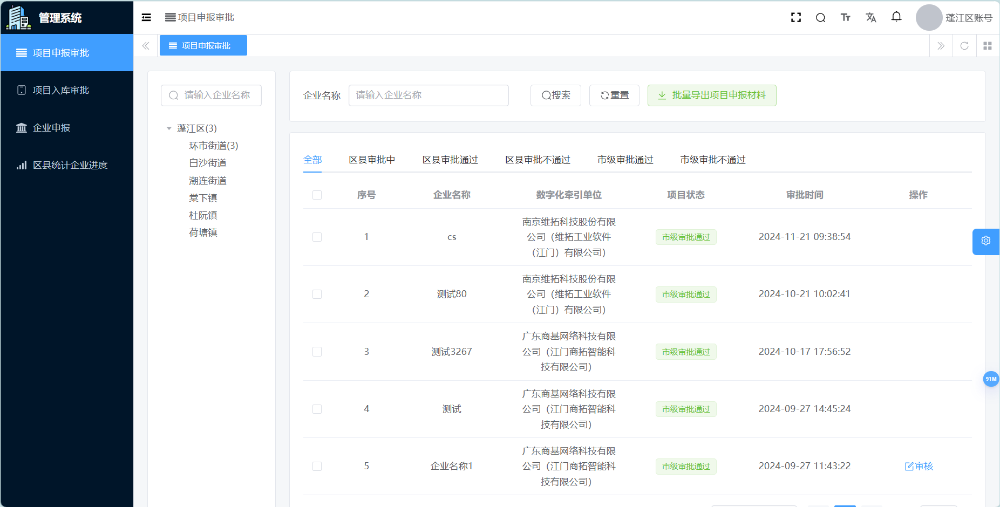 管理系统
项目申报审批
蓬江区账号
项目申报审批
项目申报审批
项目入库审批
企业申报
区县统计企业进度
请输入企业名称
蓬江区(3)
环市街道(3)
白沙街道
潮连街道
棠下镇
杜阮镇
荷塘镇
企业名称 请输入企业名称 搜索 重置 批量导出项目申报材料
全部 区县审批中 区县审批通过 区县审批不通过 市级审批通过 市级审批不通过
序号 企业名称 数字化牵引单位 项目状态 审批时间 操作
南京维拓科技股份有限
1 cs 公司（维拓工业软件 市级审批通过 2024-11-21 09:38:54
（江门）有限公司）
南京维拓科技股份有限
2 测试80 公司（维拓工业软件 市级审批通过 2024-10-21 10:02:41
（江门）有限公司）
广东商基网络科技有限
3 测试3267 公司（江门商拓智能科 市级审批通过 2024-10-17 17:56:52
技有限公司）
广东商基网络科技有限
4 测试 公司（江门商拓智能科 市级审批通过 2024-09-27 14:45:24
技有限公司）
广东商基网络科技有限
5 企业名称1 公司（江门商拓智能科 市级审批通过 2024-09-27 11:43:22 审核
技有限公司）
91M